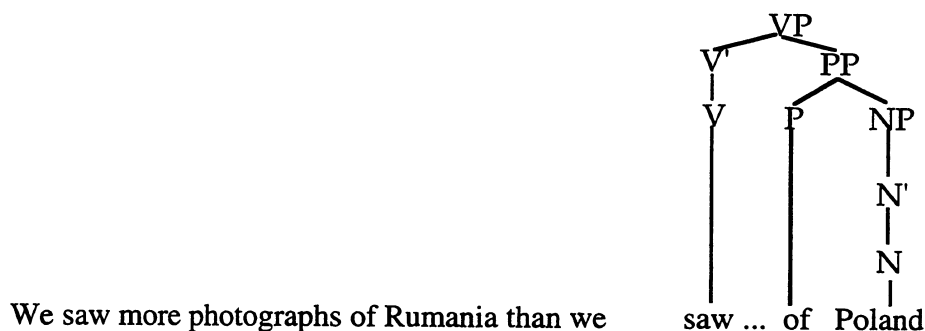 VP
V' PP
V P NP
N'
N
We saw more photographs of Rumania than we saw ... of Poland